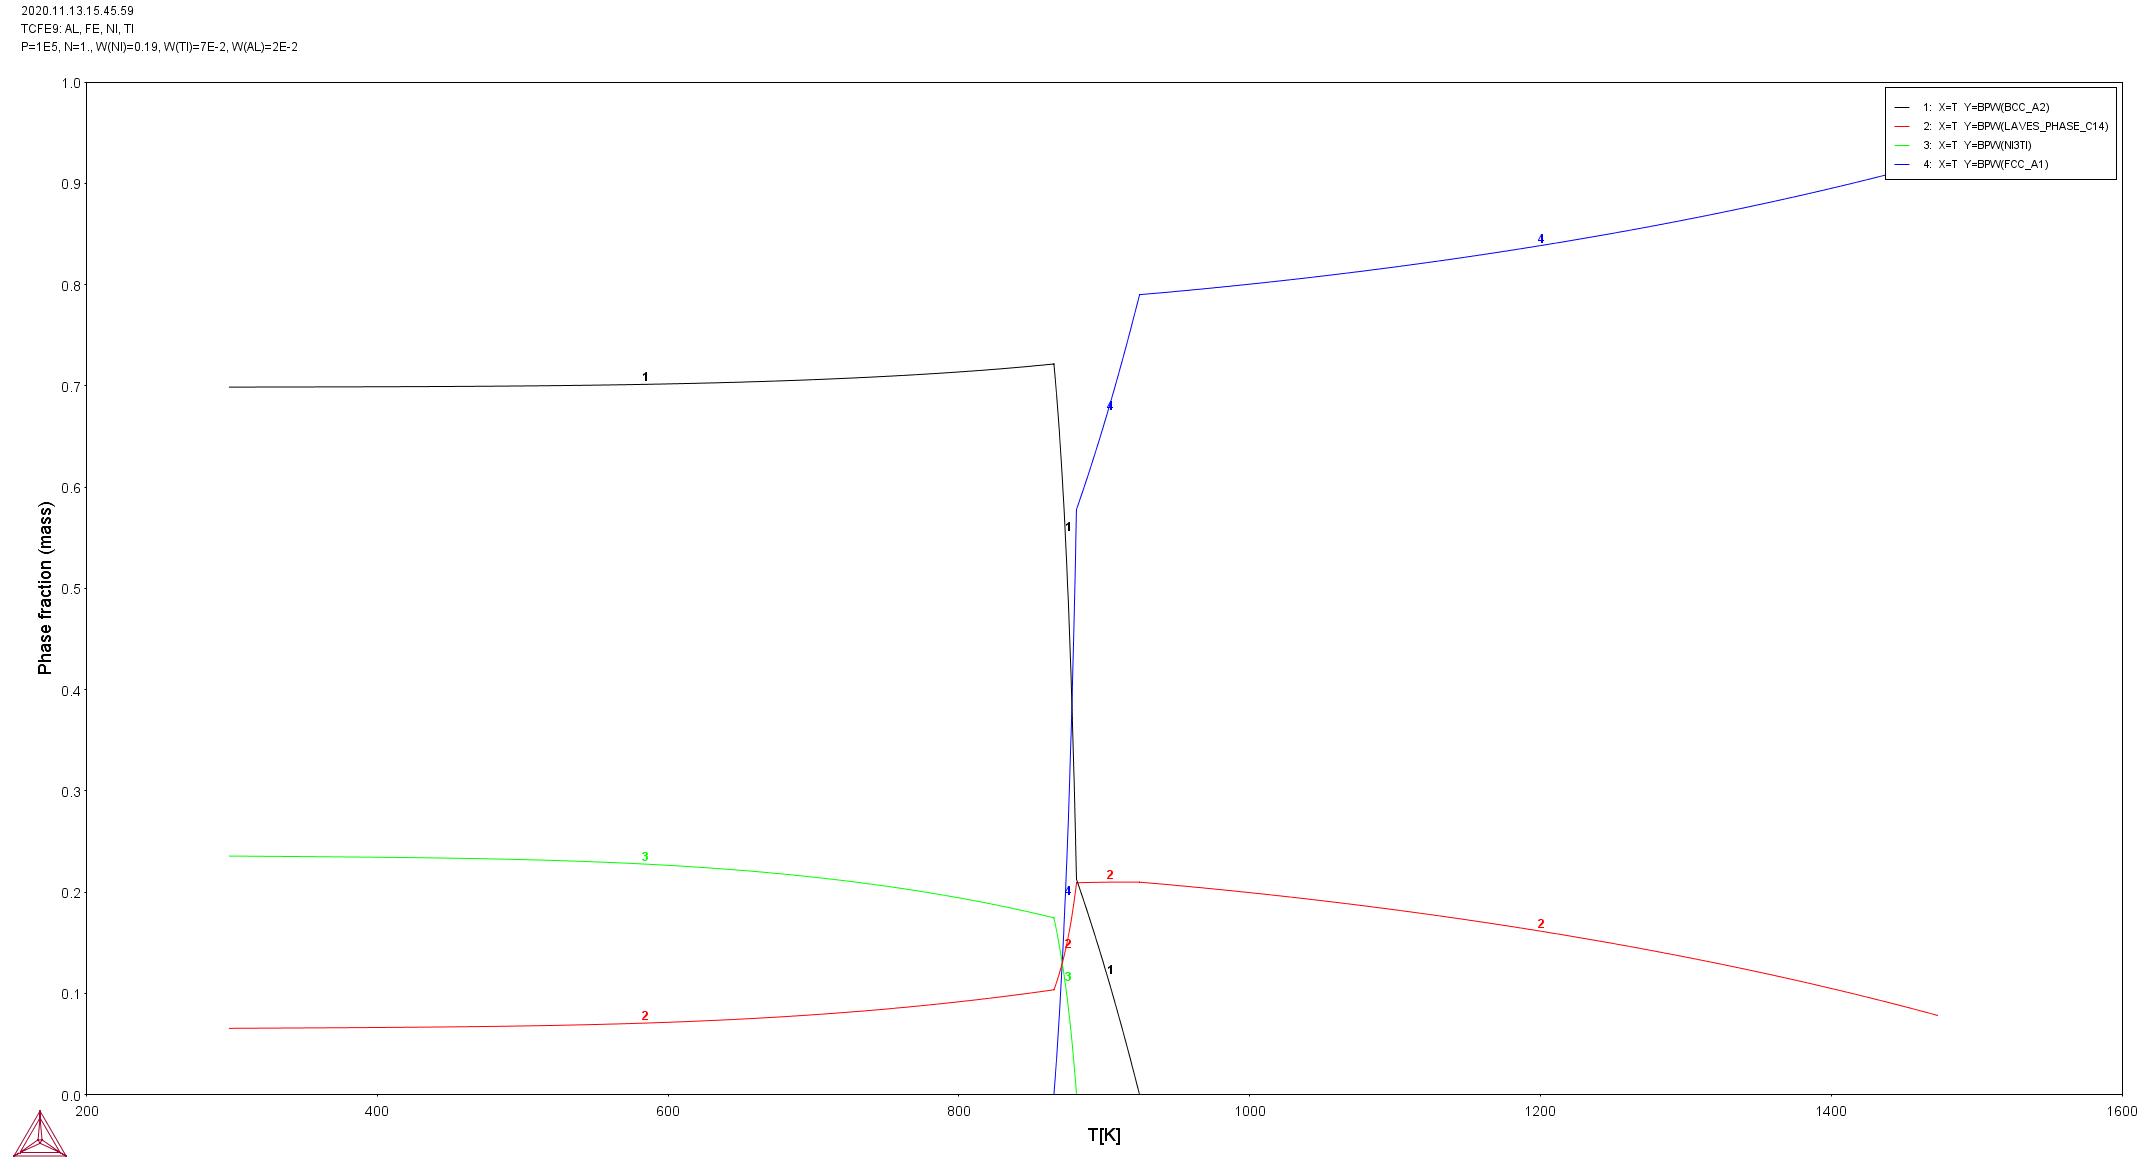 2020.11.13.15.45.59
TCFE9: AL, FE, NI, TI
P=1E5, N=1., W(NI)=0.19, W(TI)=7E-2, W(AL)=2E-2
1: X=T Y=BPW(BCC_A2)
2: X=T Y=BPW(LAVES_PHASE_C14)
3: X=T Y=BPW(NI3TI)
4: X=T Y=BPW(FCC_A1)
Phase fraction (mass)
1.0
0.9
0.8
0.7
0.6
0.5
0.4
0.3
0.2
0.1
0.0
4
1
4
1
3
4
2
2
2
1
3
2
200 400 600 800 1000 1200 1400 1600
T[K]